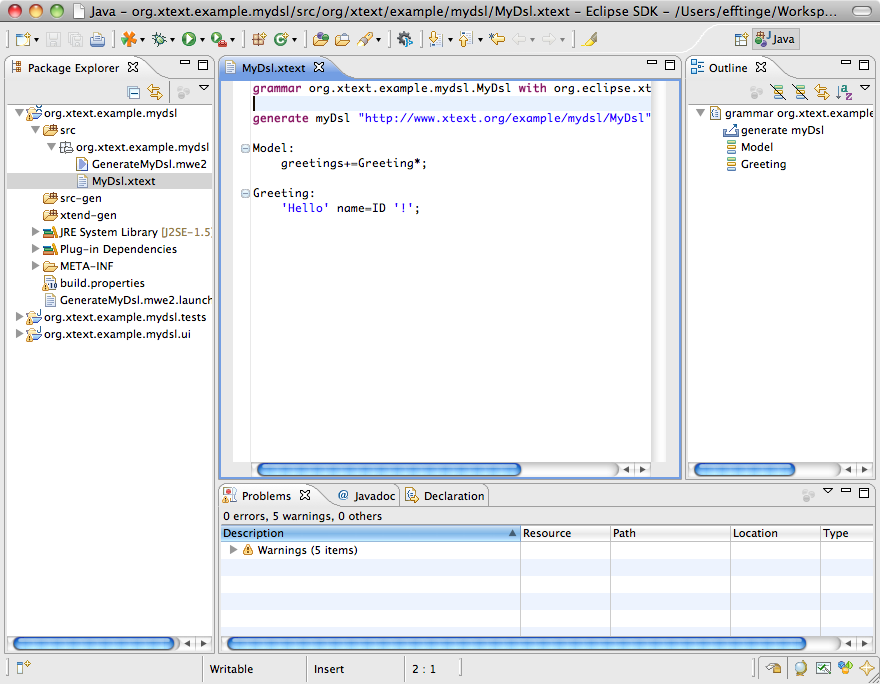 Java – org.xtext.example.mydsl/src/org/xtext/example/mydsl/MyDsl.xtext – Eclipse SDK – /Users/efftinge/Worksp...
Java
Package Explorer
org.xtext.example.mydsl
src
org.xtext.example.mydsl
GenerateMyDsl.mwe2
MyDsl.xtext
src-gen
xtend-gen
JRE System Library [J2SE-1.5]
Plug-in Dependencies
META-INF
build.properties
GenerateMyDsl.mwe2.launch
org.xtext.example.mydsl.tests
org.xtext.example.mydsl.ui
MyDsl.xtext
grammar org.xtext.example.mydsl.MyDsl with org.eclipse.xt
generate myDsl "http://www.xtext.org/example/mydsl/MyDsl"
Model:
greetings+=Greeting*;
Greeting:
'Hello' name=ID '!';
Outline
grammar org.xtext.example
generate myDsl
Model
Greeting
Problems
@ Javadoc
Declaration
0 errors, 5 warnings, 0 others
Description Resource Path Location Type
Warnings (5 items)
Writable Insert 2 : 1